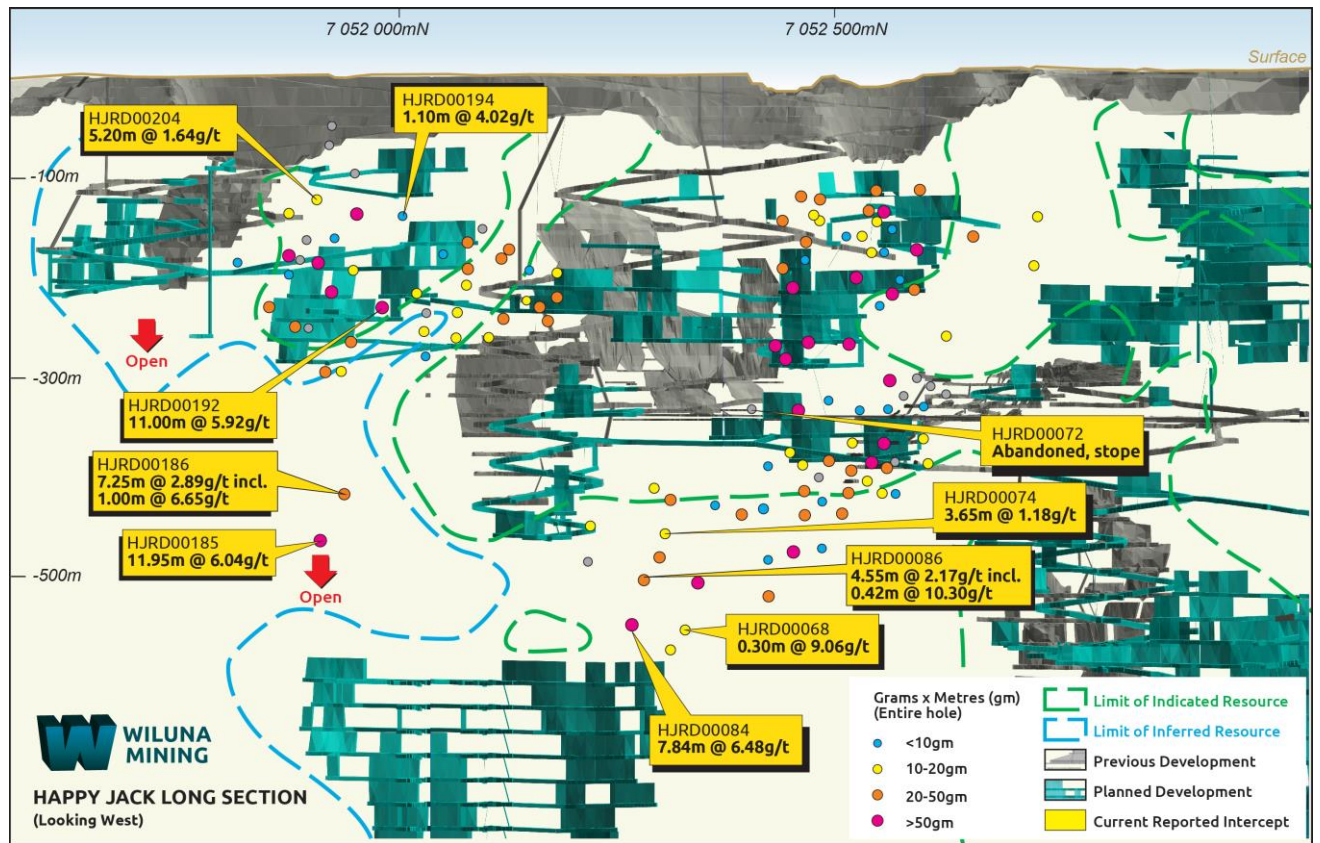 7 052 000mN
7 052 500mN
Surface
HJRD00204
5.20m @ 1.64g/t
HJRD00194
1.10m @ 4.02g/t
-100m
Open
-300m
HJRD00192
11.00m @ 5.92g/t
HJRD00072
Abandoned, stope
HJRD00186
7.25m @ 2.89g/t incl.
1.00m @ 6.65g/t
HJRD00074
3.65m @ 1.18g/t
HJRD00185
11.95m @ 6.04g/t
HJRD00086
4.55m @ 2.17g/t incl.
0.42m @ 10.30g/t
-500m
Open
HJRD00068
0.30m @ 9.06g/t
HJRD00084
7.84m @ 6.48g/t
W WILUNA
MINING
HAPPY JACK LONG SECTION
(Looking West)
Grams x Metres (gm)
(Entire hole)
<10gm
10-20gm
20-50gm
>50gm
Limit of Indicated Resource
Limit of Inferred Resource
Previous Development
Planned Development
Current Reported Intercept